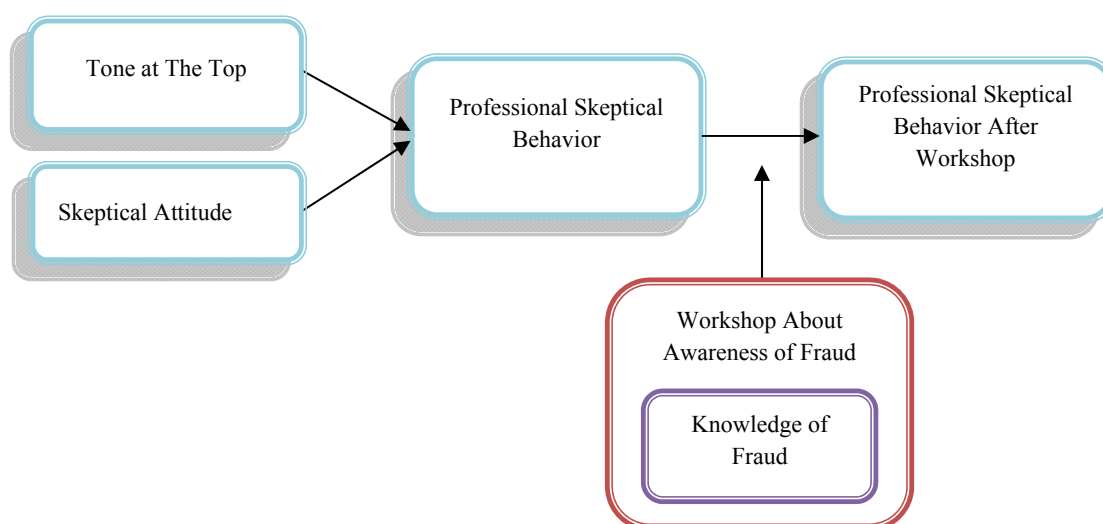 Tone at The Top
Skeptical Attitude
Professional Skeptical
Behavior
Professional Skeptical
Behavior After
Workshop
Workshop About
Awareness of Fraud
Knowledge of
Fraud